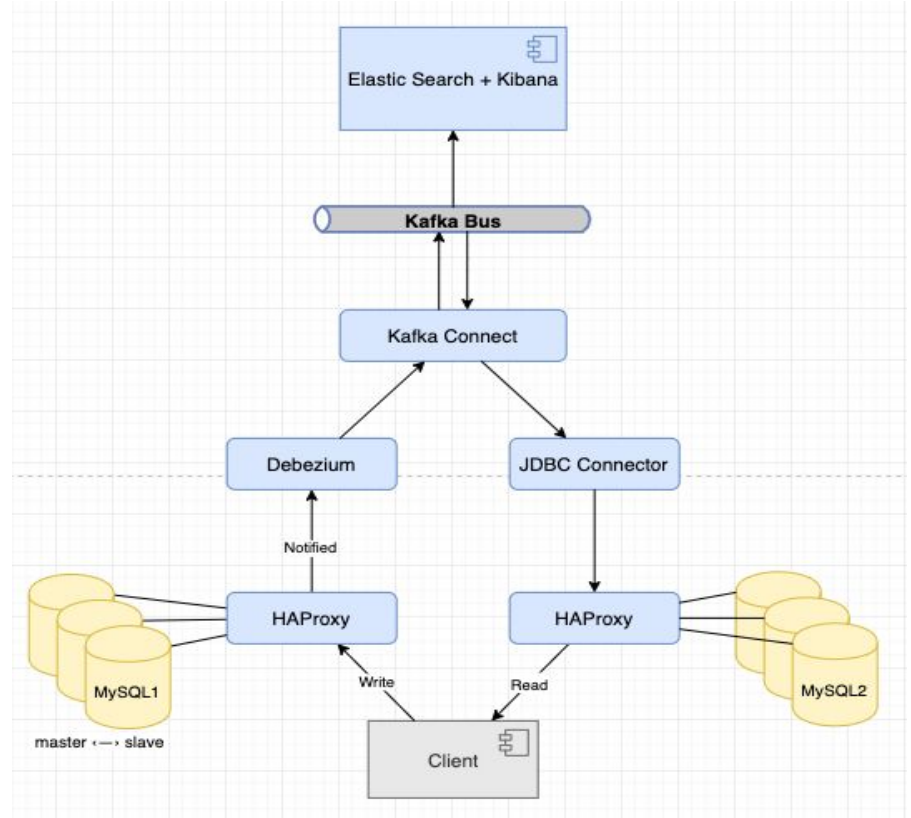 Elastic Search + Kibana
Kafka Bus
Kafka Connect
Debezium
JDBC Connector
Notified
HAProxy
HAProxy
MySQL1
MySQL2
Write
Read
master <—> slave
Client